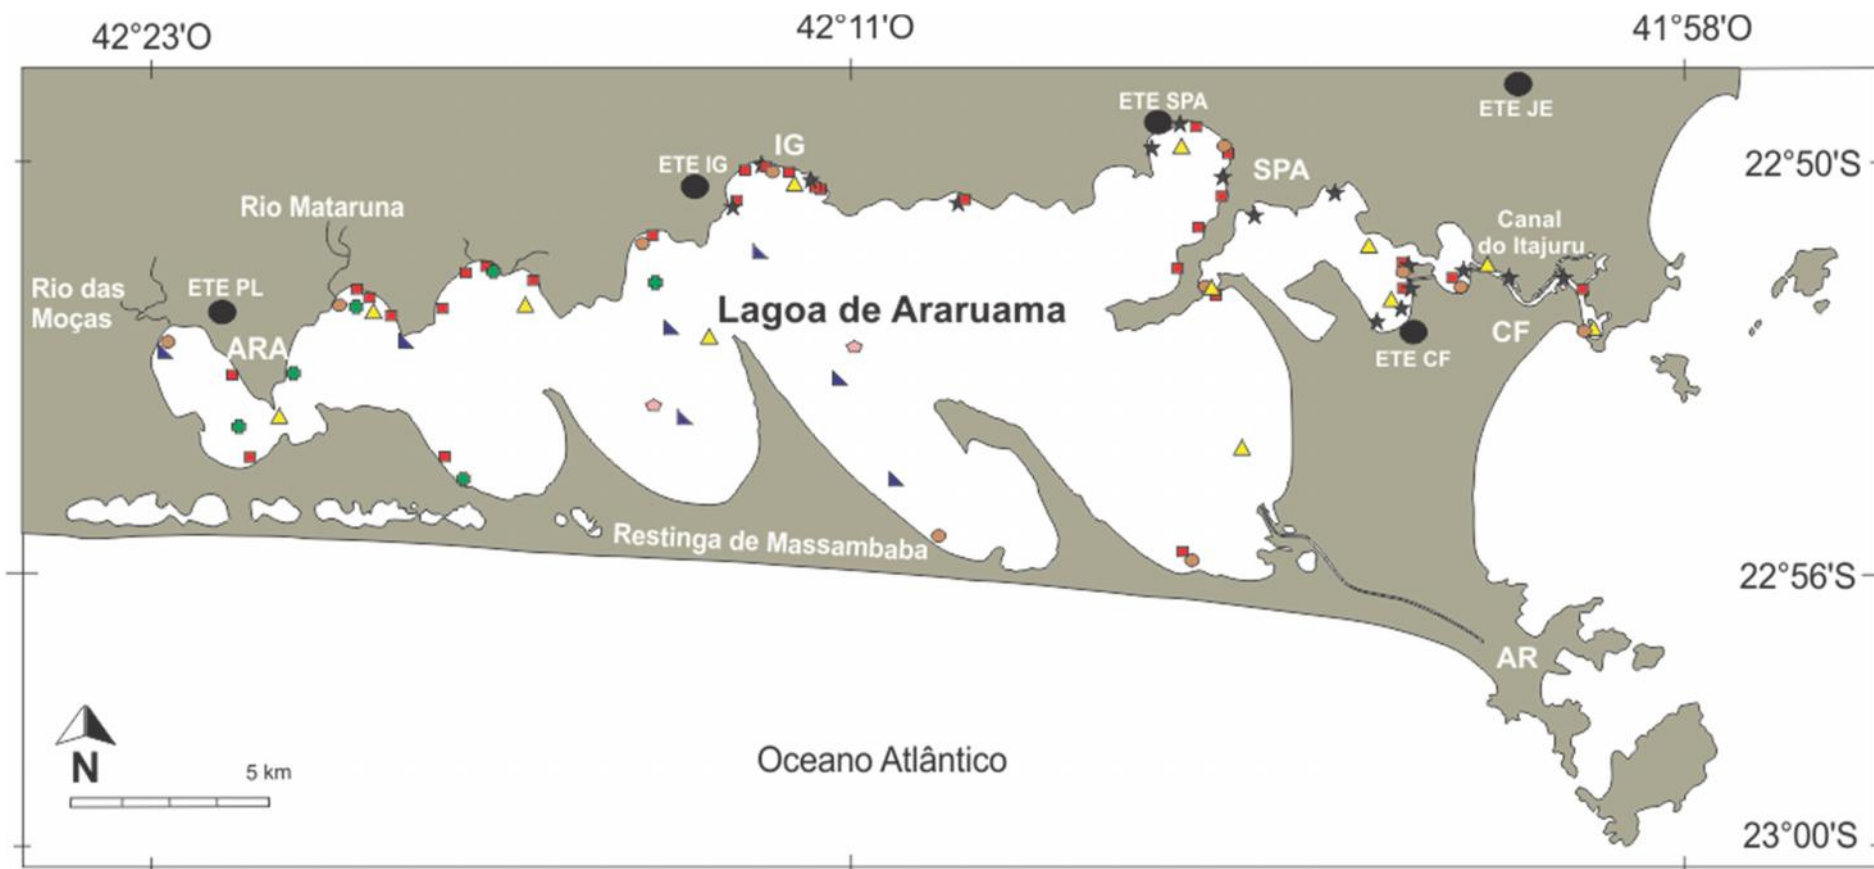 42°23'O
42°11'O
41°58'O
ETE SPA
ETE JE
IG
ETE IG
SPA
22°50'S
Rio Mataruna
Canal
do Itajuru
Rio das
Moças
ETE PL
Lagoa de Araruama
ARA
CF
ETE CF
Restinga de Massambaba
22°56'S
AR
N
5 km
Oceano Atlântico
23°00'S